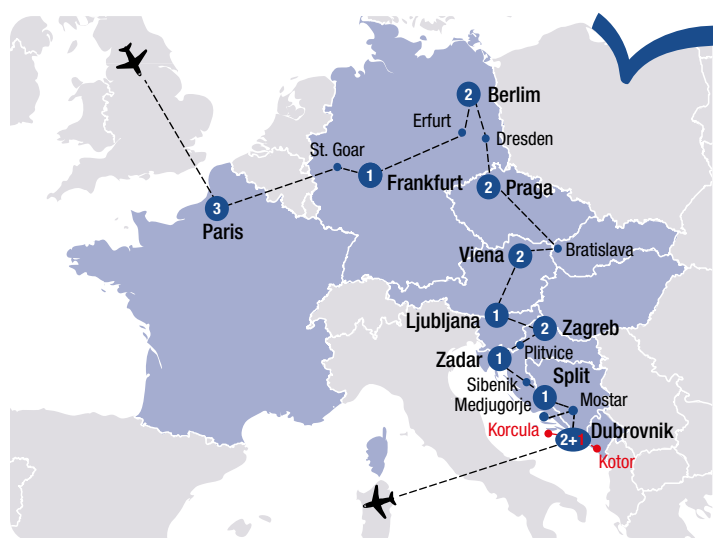 2
Berlim
Erfurt
Dresden
St. Goar
1
Frankfurt
2
Praga
3
Paris
Viena
2
Bratislava
Ljubljana
1
2
Zagreb
Plitvice
Zadar
1
Split
Sibenik
1
Mostar
Medjugorje
Korcula
2+1
Dubrovnik
Kotor